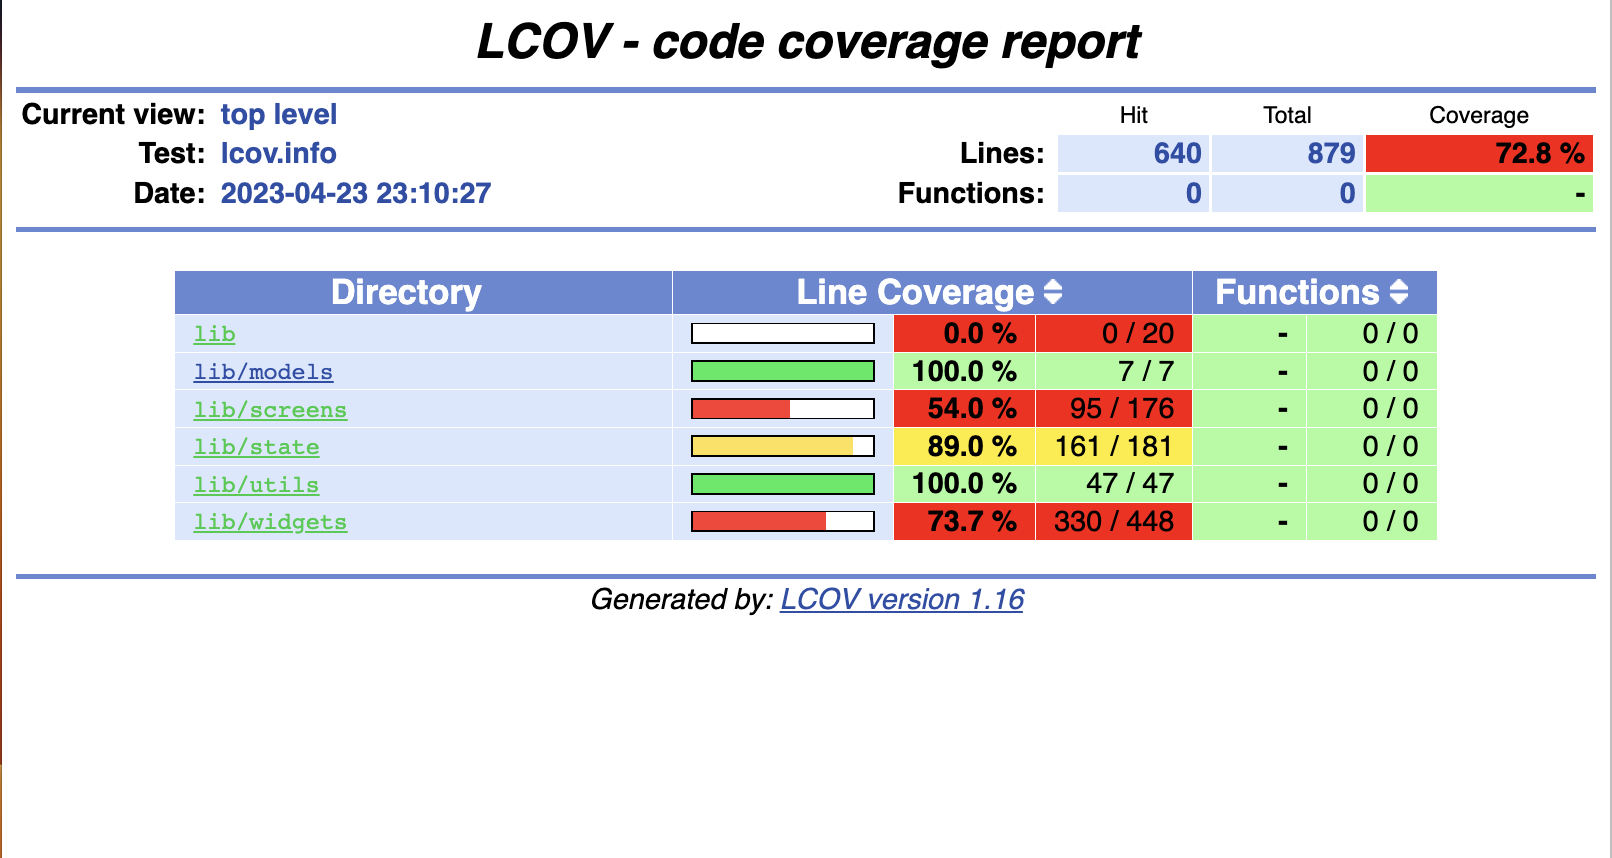 LCOV - code coverage report
Current view: top level Hit Total Coverage
Test: lcov.info Lines: 640 879 72.8 %
Date: 2023-04-23 23:10:27 Functions: 0 0 -
Directory Line Coverage Functions
lib 0.0 % 0 / 20 - 0 / 0
lib/models 100.0 % 7 / 7 - 0 / 0
lib/screens 54.0 % 95 / 176 - 0 / 0
lib/state 89.0 % 161 / 181 - 0 / 0
lib/utils 100.0 % 47 / 47 - 0 / 0
lib/widgets 73.7 % 330 / 448 - 0 / 0
Generated by: LCOV version 1.16